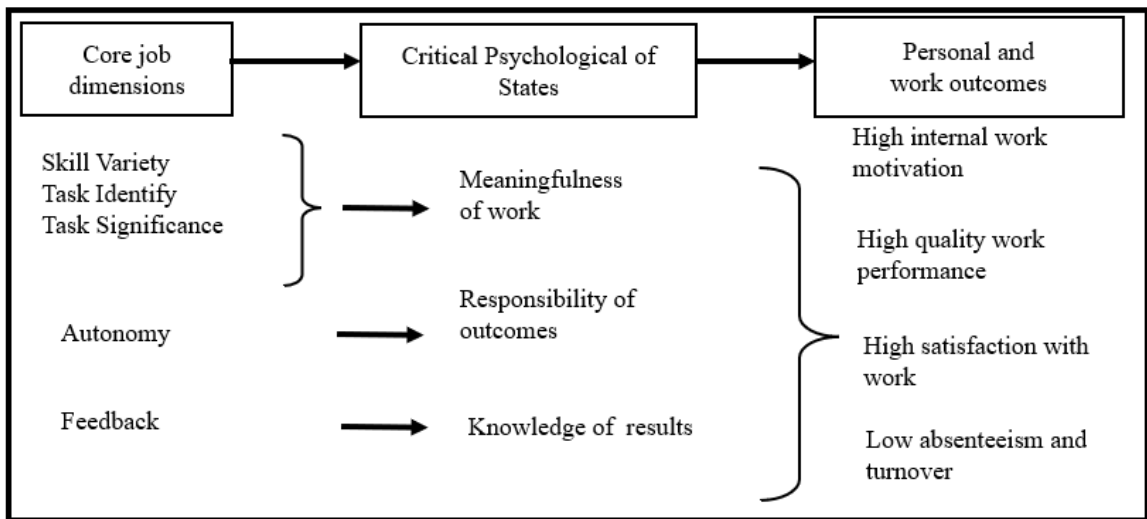 Core job
dimensions
Critical Psychological of
States
Personal and
work outcomes
Skill Variety
Task Identify
Task Significance
Meaningfulness
of work
High internal work
motivation
High quality work
performance
Autonomy
Responsibility of
outcomes
High satisfaction with
work
Feedback
Knowledge of results
Low absenteeism and
turnover